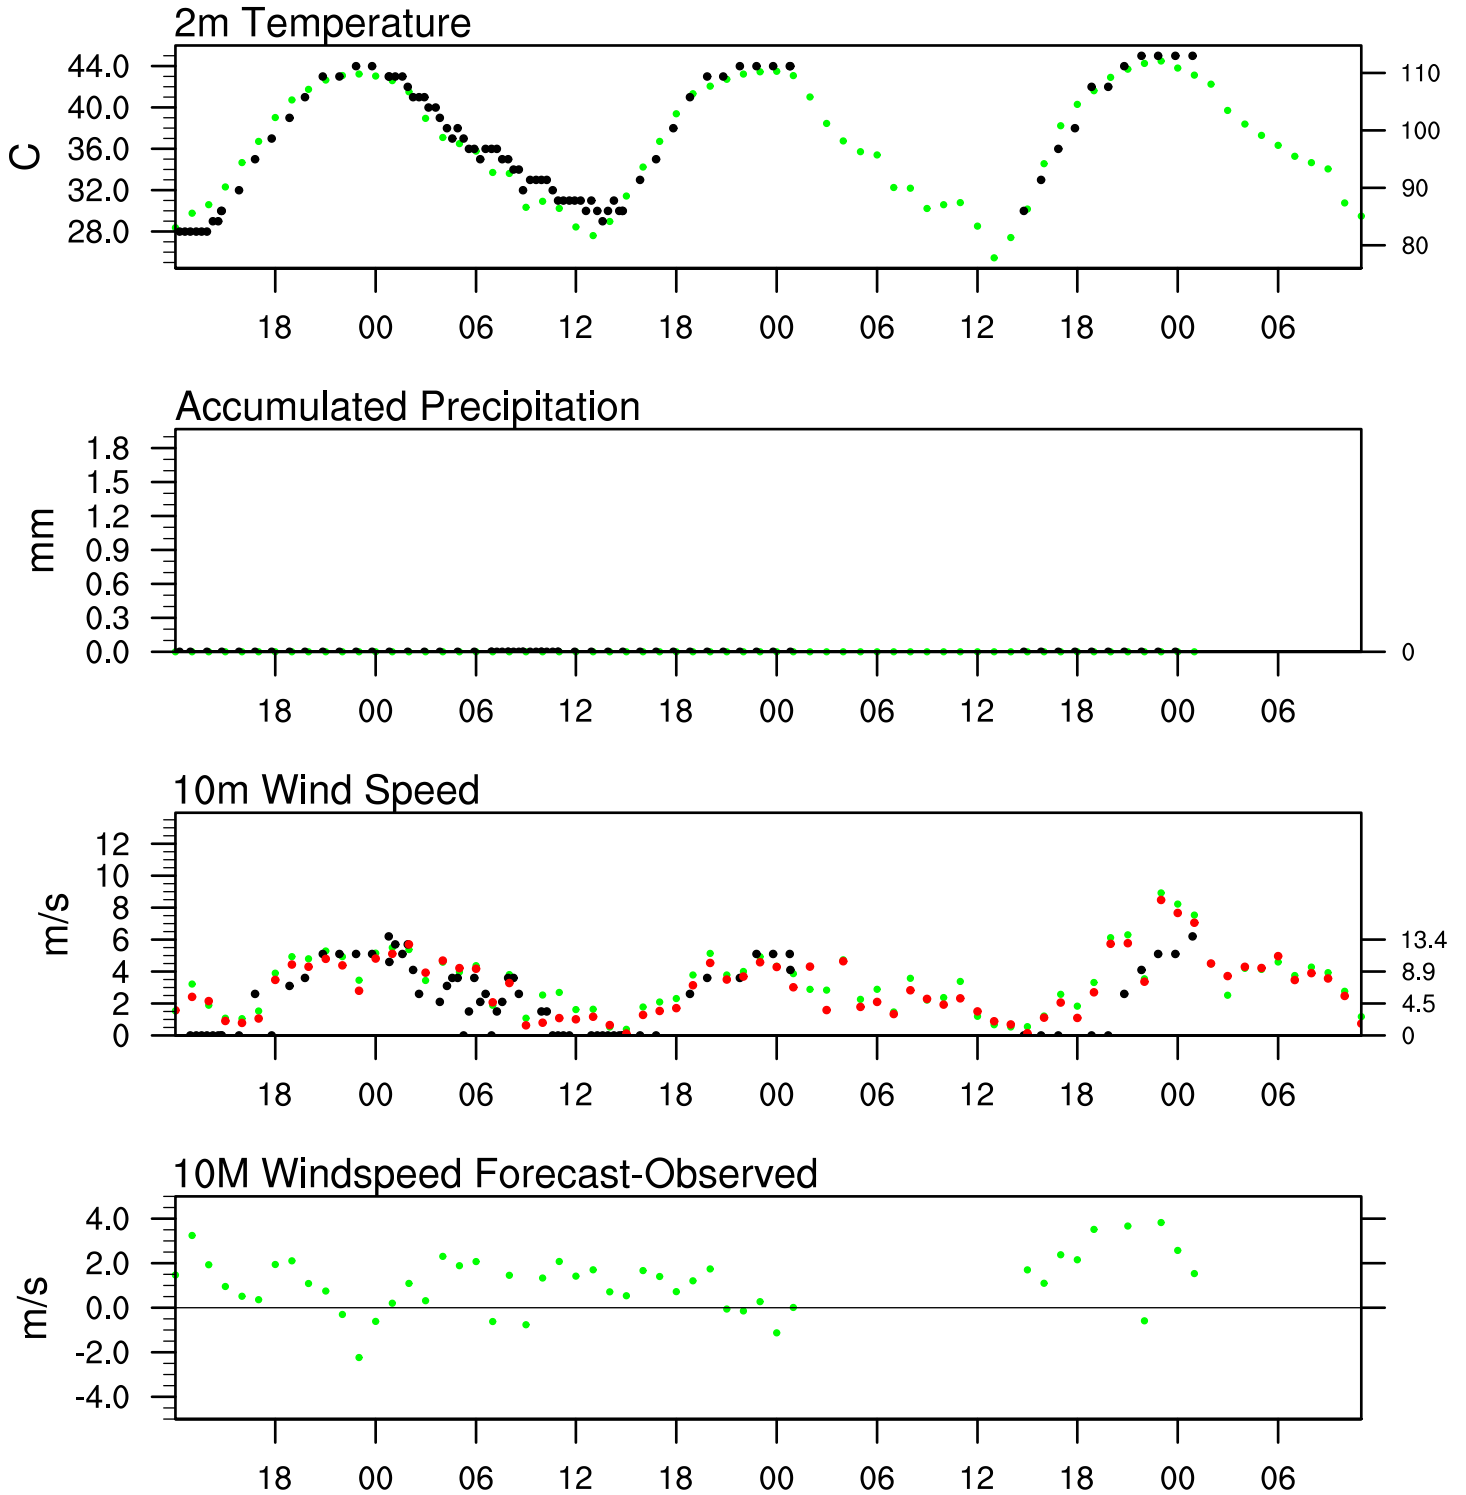 2m Temperature
44.0
40.0
36.0
32.0
28.0
C
110
100
90
80
18 00 06 12 18 00 06 12 18 00 06
Accumulated Precipitation
1.8
1.5
1.2
0.9
0.6
0.3
0.0
mm
0
18 00 06 12 18 00 06 12 18 00 06
10m Wind Speed
12
10
8
6
4
2
0
m/s
13.4
8.9
4.5
0
18 00 06 12 18 00 06 12 18 00 06
10M Windspeed Forecast-Observed
4.0
2.0
0.0
-2.0
-4.0
m/s
18 00 06 12 18 00 06 12 18 00 06